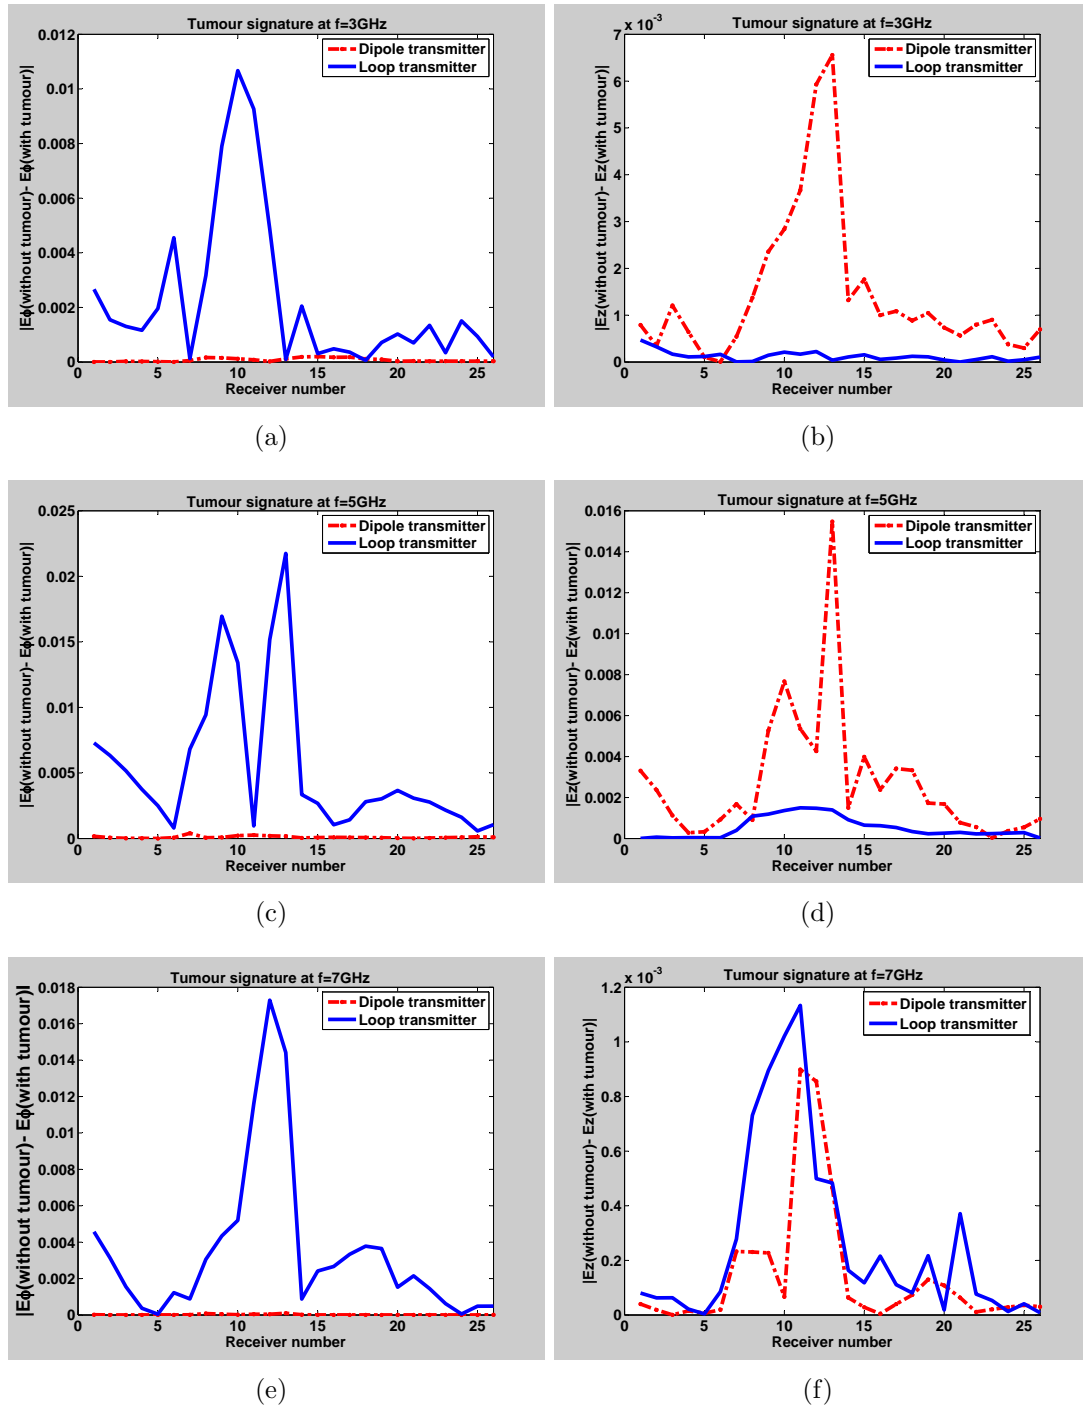 Tumour signature at f=3GHz
|Eϕ(without tumour)- Eϕ(with tumour)|
0.012
0.01
0.008
0.006
0.004
0.002
0
Dipole transmitter
Loop transmitter
0 5 10 15 20 25
Receiver number
(a)
x 10⁻³
Tumour signature at f=3GHz
|Ez(without tumour)- Ez(with tumour)|
7
6
5
4
3
2
1
0
Dipole transmitter
Loop transmitter
0 5 10 15 20 25
Receiver number
(b)
Tumour signature at f=5GHz
|Eϕ(without tumour)- Eϕ(with tumour)|
0.025
0.02
0.015
0.01
0.005
0
Dipole transmitter
Loop transmitter
0 5 10 15 20 25
Receiver number
(c)
Tumour signature at f=5GHz
|Ez(without tumour)- Ez(with tumour)|
0.016
0.014
0.012
0.01
0.008
0.006
0.004
0.002
0
Dipole transmitter
Loop transmitter
0 5 10 15 20 25
Receiver number
(d)
Tumour signature at f=7GHz
|Eϕ(without tumour)- Eϕ(with tumour)|
0.018
0.016
0.014
0.012
0.01
0.008
0.006
0.004
0.002
0
Dipole transmitter
Loop transmitter
0 5 10 15 20 25
Receiver number
(e)
x 10⁻³
Tumour signature at f=7GHz
|Ez(without tumour)- Ez(with tumour)|
1.2
1
0.8
0.6
0.4
0.2
0
Dipole transmitter
Loop transmitter
0 5 10 15 20 25
Receiver number
(f)